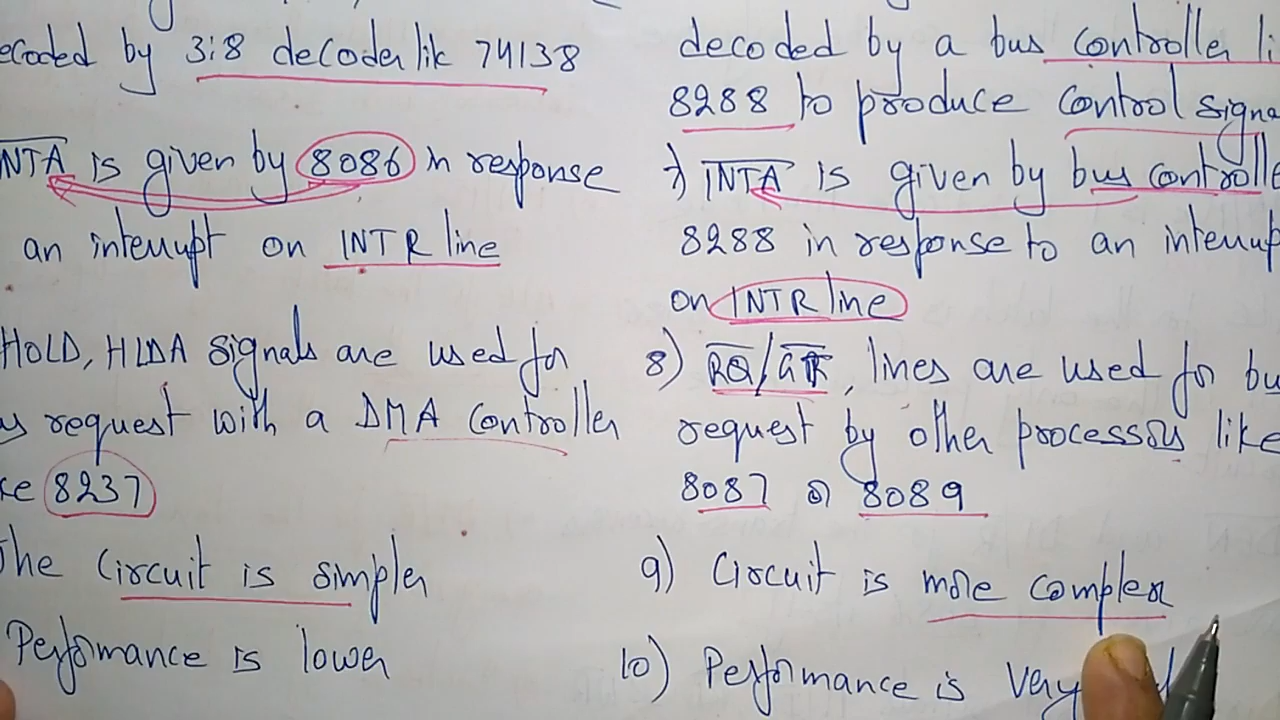 ecoded by 3:8 decoder lik 74138
NTA is given by 8086 in response
an interrupt on INTR line
HOLD, HLDA signals are used for
request with a DMA Controller
8237
The Circuit is simpler
Performance is lower
decoded by a bus controller li
8288 to produce control signa
7) INTA is given by bus controlle
8288 in response to an interrup
on INTR line
8) RQ/GT, lines are used for bu
request by other processors like
8087 or 8089
9) Circuit is more complex
10) Performance is very